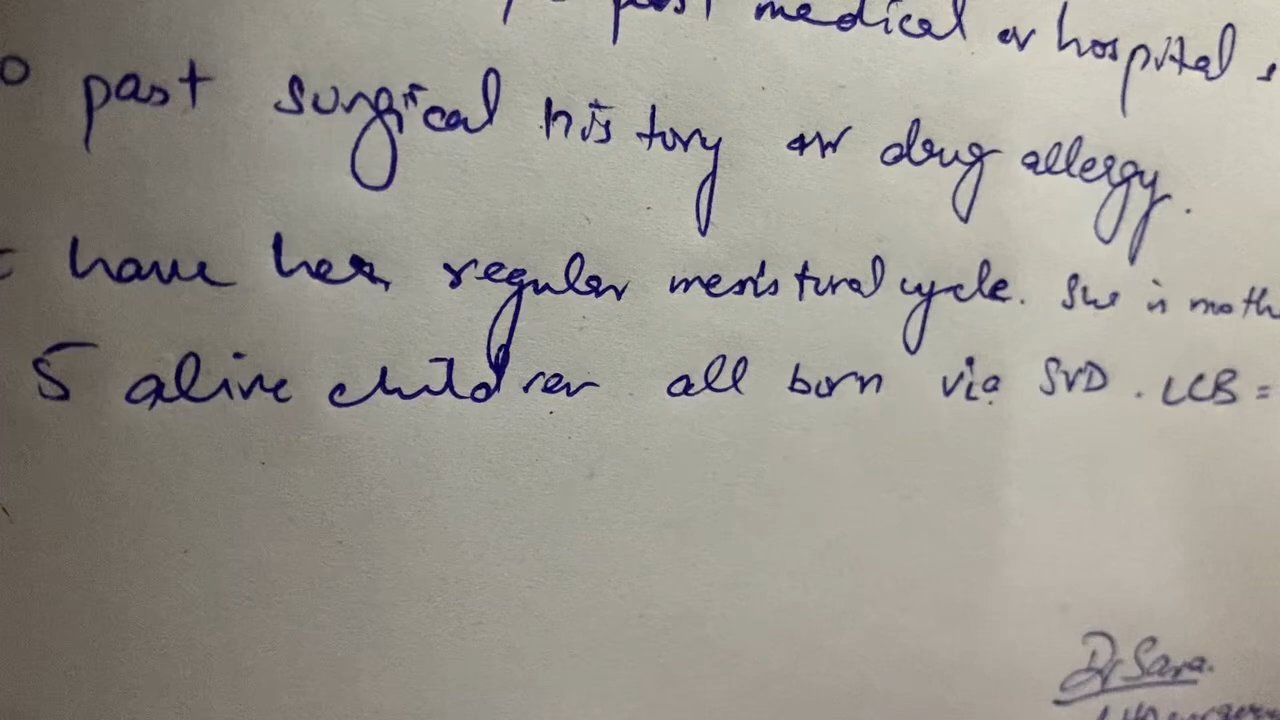 past medical or hospital
past surgical history or drug allergy.
have her regular menistural cycle. She is moth
5 alive children all born via SVD. LCB =
Dr Sara.